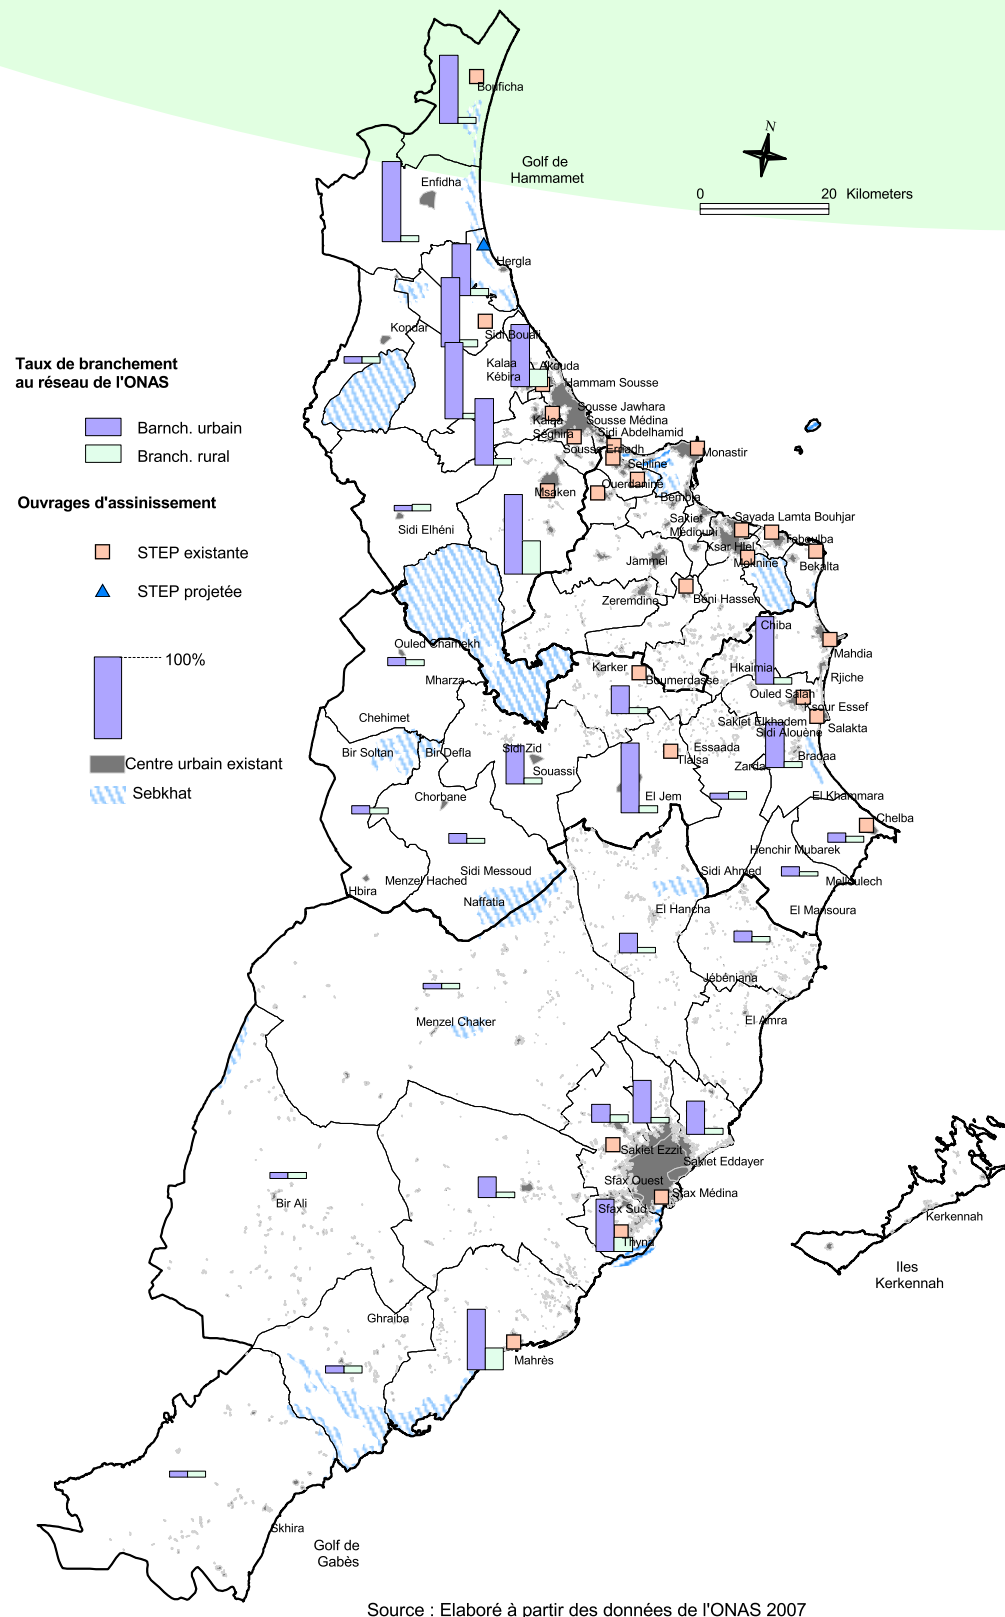 Bouficha
N
Golf de
Hammamet
0 20 Kilometers
Enfidha
Hergla
Kondar
Sidi Bouali
Taux de branchement
au réseau de l'ONAS
Barnch. urbain
Branch. rural
Ouvrages d'assinissement
STEP existante
STEP projetée
100%
Centre urbain existant
Sebkhat
Kalaa
Kébira
Akouda
Hammam Sousse
Sousse Jawhara
Kalaa
Séghira
Sousse Médina
Sidi Abdelhamid
Sousse Erriadh
Sehline
Monastir
Msaken
Ouerdanine
Bembla
Sidi Elhéni
Sakiet
Médiouni
Sayada Lamta Bouhjar
Ksar Hlel
Teboulba
Moknine
Bekalta
Jammel
Zeremdine
Béni Hassen
Chiba
Mahdia
Ouled Chamekh
Mharza
Karker
Boumerdasse
Hkaimia
Rjiche
Ouled Salah
Ksour Essef
Chehimet
Sakiet Elkhadem
Salakta
Sidi Alouène
Bir Soltan
Bir Defla
Sidi Zid
Essaada
Tlalsa
Zarda
Bradaa
Souassi
Chorbane
El Jem
El Khammara
Chelba
Henchir Mubarek
Sidi Messoud
Menzel Hached
Hbira
Sidi Ahmed
Melloulech
Naffatia
El Hancha
El Mansoura
Jébéniana
Menzel Chaker
El Amra
Sakiet Ezzit
Sakiet Eddayer
Sfax Ouest
Sfax Médina
Bir Ali
Sfax Sud
Thyna
Kerkennah
Iles
Kerkennah
Ghraiba
Mahrès
Skhira
Golf de
Gabès
Source : Elaboré à partir des données de l'ONAS 2007